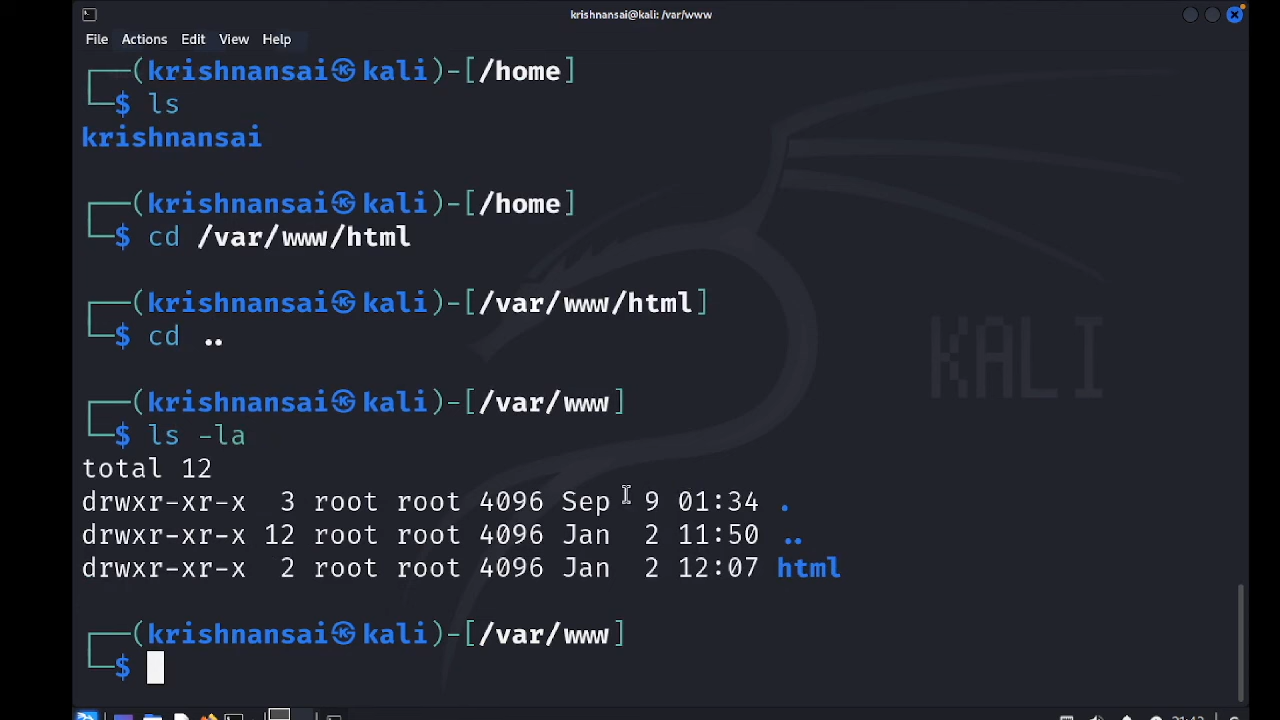 krishnansai@kali: /var/www
File Actions Edit View Help
┌──(krishnansai㉿kali)-[/home]
└─$ ls
krishnansai
┌──(krishnansai㉿kali)-[/home]
└─$ cd /var/www/html
┌──(krishnansai㉿kali)-[/var/www/html]
└─$ cd ..
┌──(krishnansai㉿kali)-[/var/www]
└─$ ls -la
total 12
drwxr-xr-x  3 root root 4096 Sep  9 01:34 .
drwxr-xr-x 12 root root 4096 Jan  2 11:50 ..
drwxr-xr-x  2 root root 4096 Jan  2 12:07 html
┌──(krishnansai㉿kali)-[/var/www]
└─$
KALI